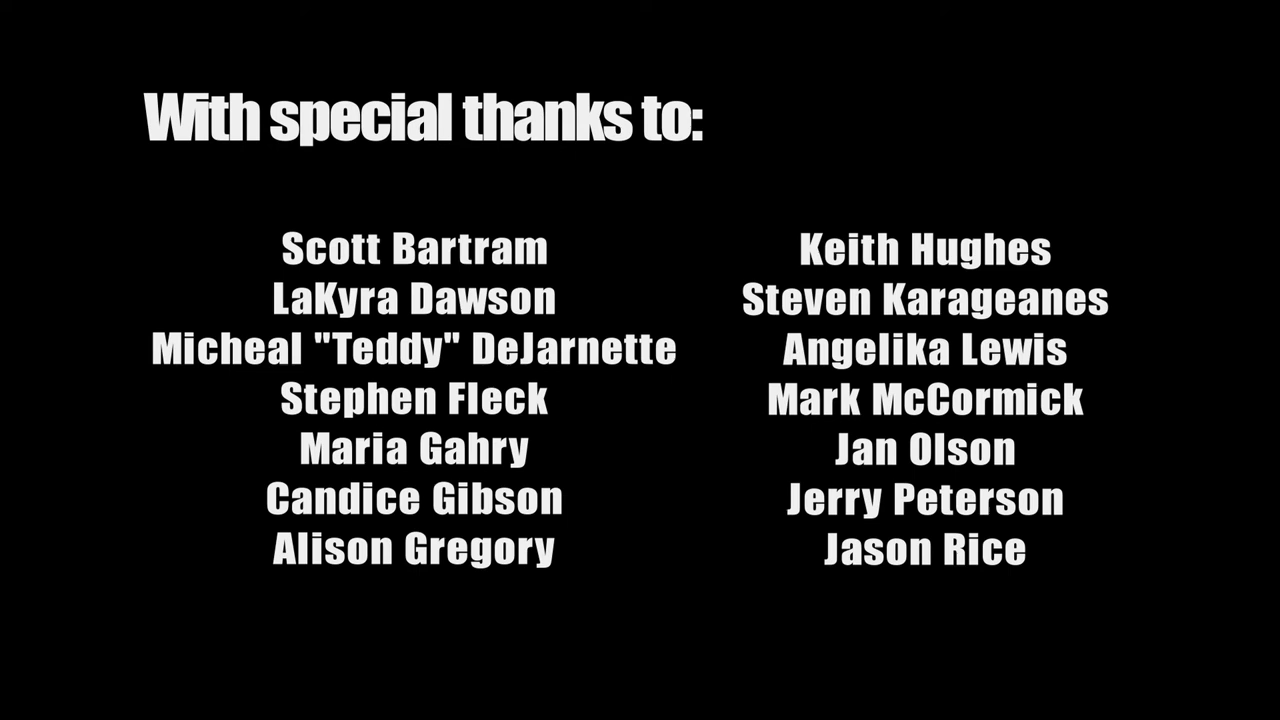 With special thanks to:
Scott Bartram
LaKyra Dawson
Micheal "Teddy" DeJarnette
Stephen Fleck
Maria Gahry
Candice Gibson
Alison Gregory
Keith Hughes
Steven Karageanes
Angelika Lewis
Mark McCormick
Jan Olson
Jerry Peterson
Jason Rice